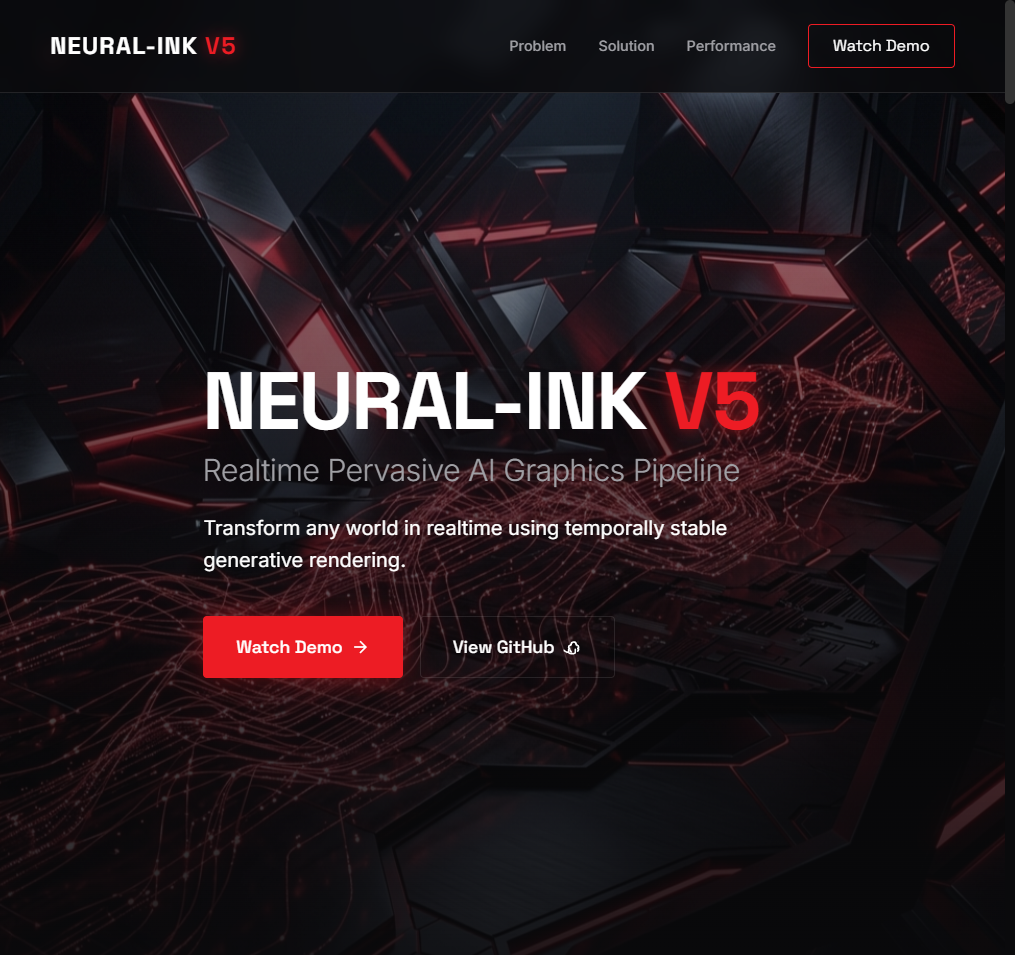 NEURAL-INK V5
Problem
Solution
Performance
Watch Demo
NEURAL-INK V5
Realtime Pervasive AI Graphics Pipeline
Transform any world in realtime using temporally stable
generative rendering.
Watch Demo →
View GitHub